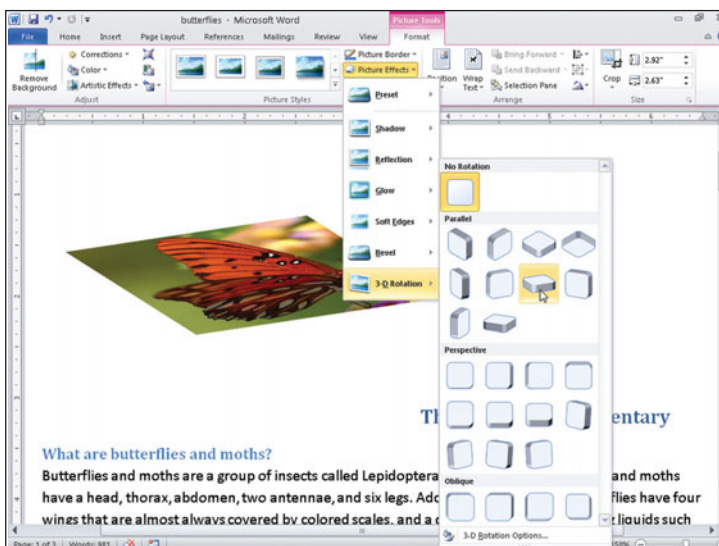 butterflies - Microsoft Word
Picture Tools
File Home Insert Page Layout References Mailings Review View Format
Remove Background
Corrections
Color
Artistic Effects
Adjust
Picture Styles
Picture Border
Picture Effects
Position
Wrap Text
Bring Forward
Send Backward
Selection Pane
Arrange
Crop
2.92"
2.63"
Size
Preset
Shadow
Reflection
Glow
Soft Edges
Bevel
3-D Rotation
No Rotation
Parallel
Perspective
Oblique
3-D Rotation Options...
entary
What are butterflies and moths?
Butterflies and moths are a group of insects called Lepidoptera and moths
have a head, thorax, abdomen, two antennae, and six legs. flies have four
wings that are almost always covered by colored scales, and a liquids such
Page: 1 of 3 Words: 981